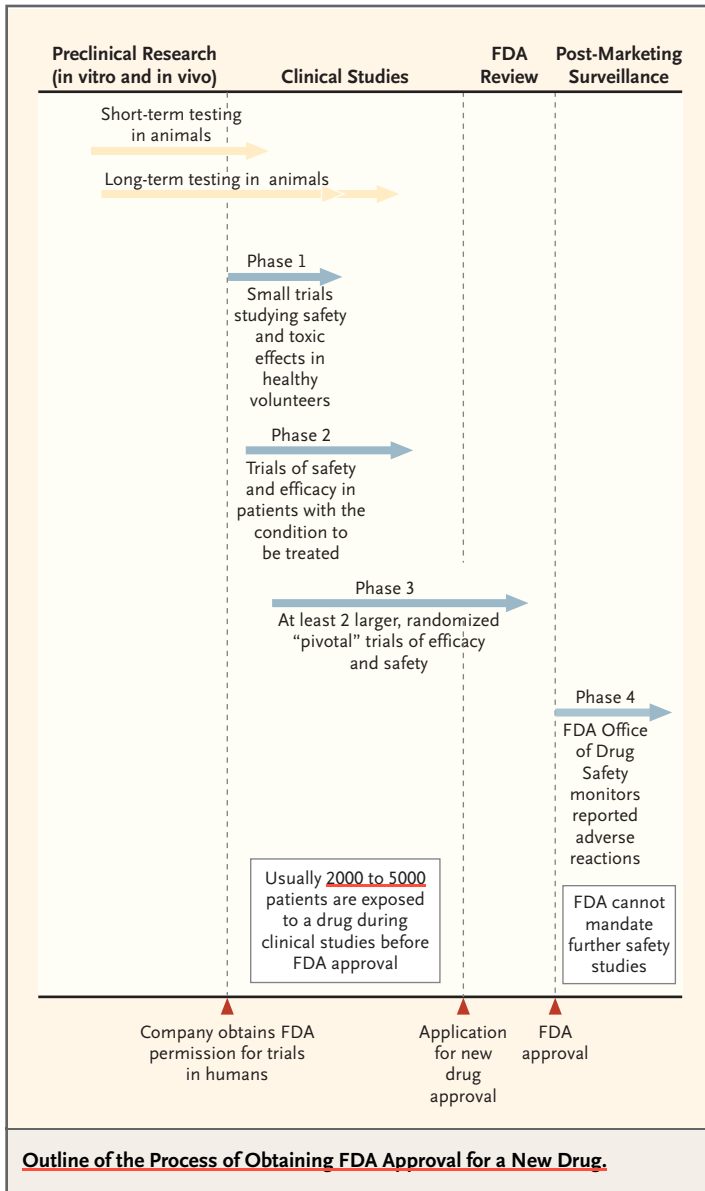 Preclinical Research
(in vitro and in vivo)
Clinical Studies
FDA
Review
Post-Marketing
Surveillance
Short-term testing
in animals
Long-term testing in animals
Phase 1
Small trials
studying safety
and toxic
effects in
healthy
volunteers
Phase 2
Trials of safety
and efficacy in
patients with the
condition to
be treated
Phase 3
At least 2 larger, randomized
“pivotal” trials of efficacy
and safety
Phase 4
FDA Office
of Drug
Safety
monitors
reported
adverse
reactions
Usually 2000 to 5000
patients are exposed
to a drug during
clinical studies before
FDA approval
FDA cannot
mandate
further safety
studies
Company obtains FDA
permission for trials
in humans
Application
for new
drug
approval
FDA
approval
Outline of the Process of Obtaining FDA Approval for a New Drug.